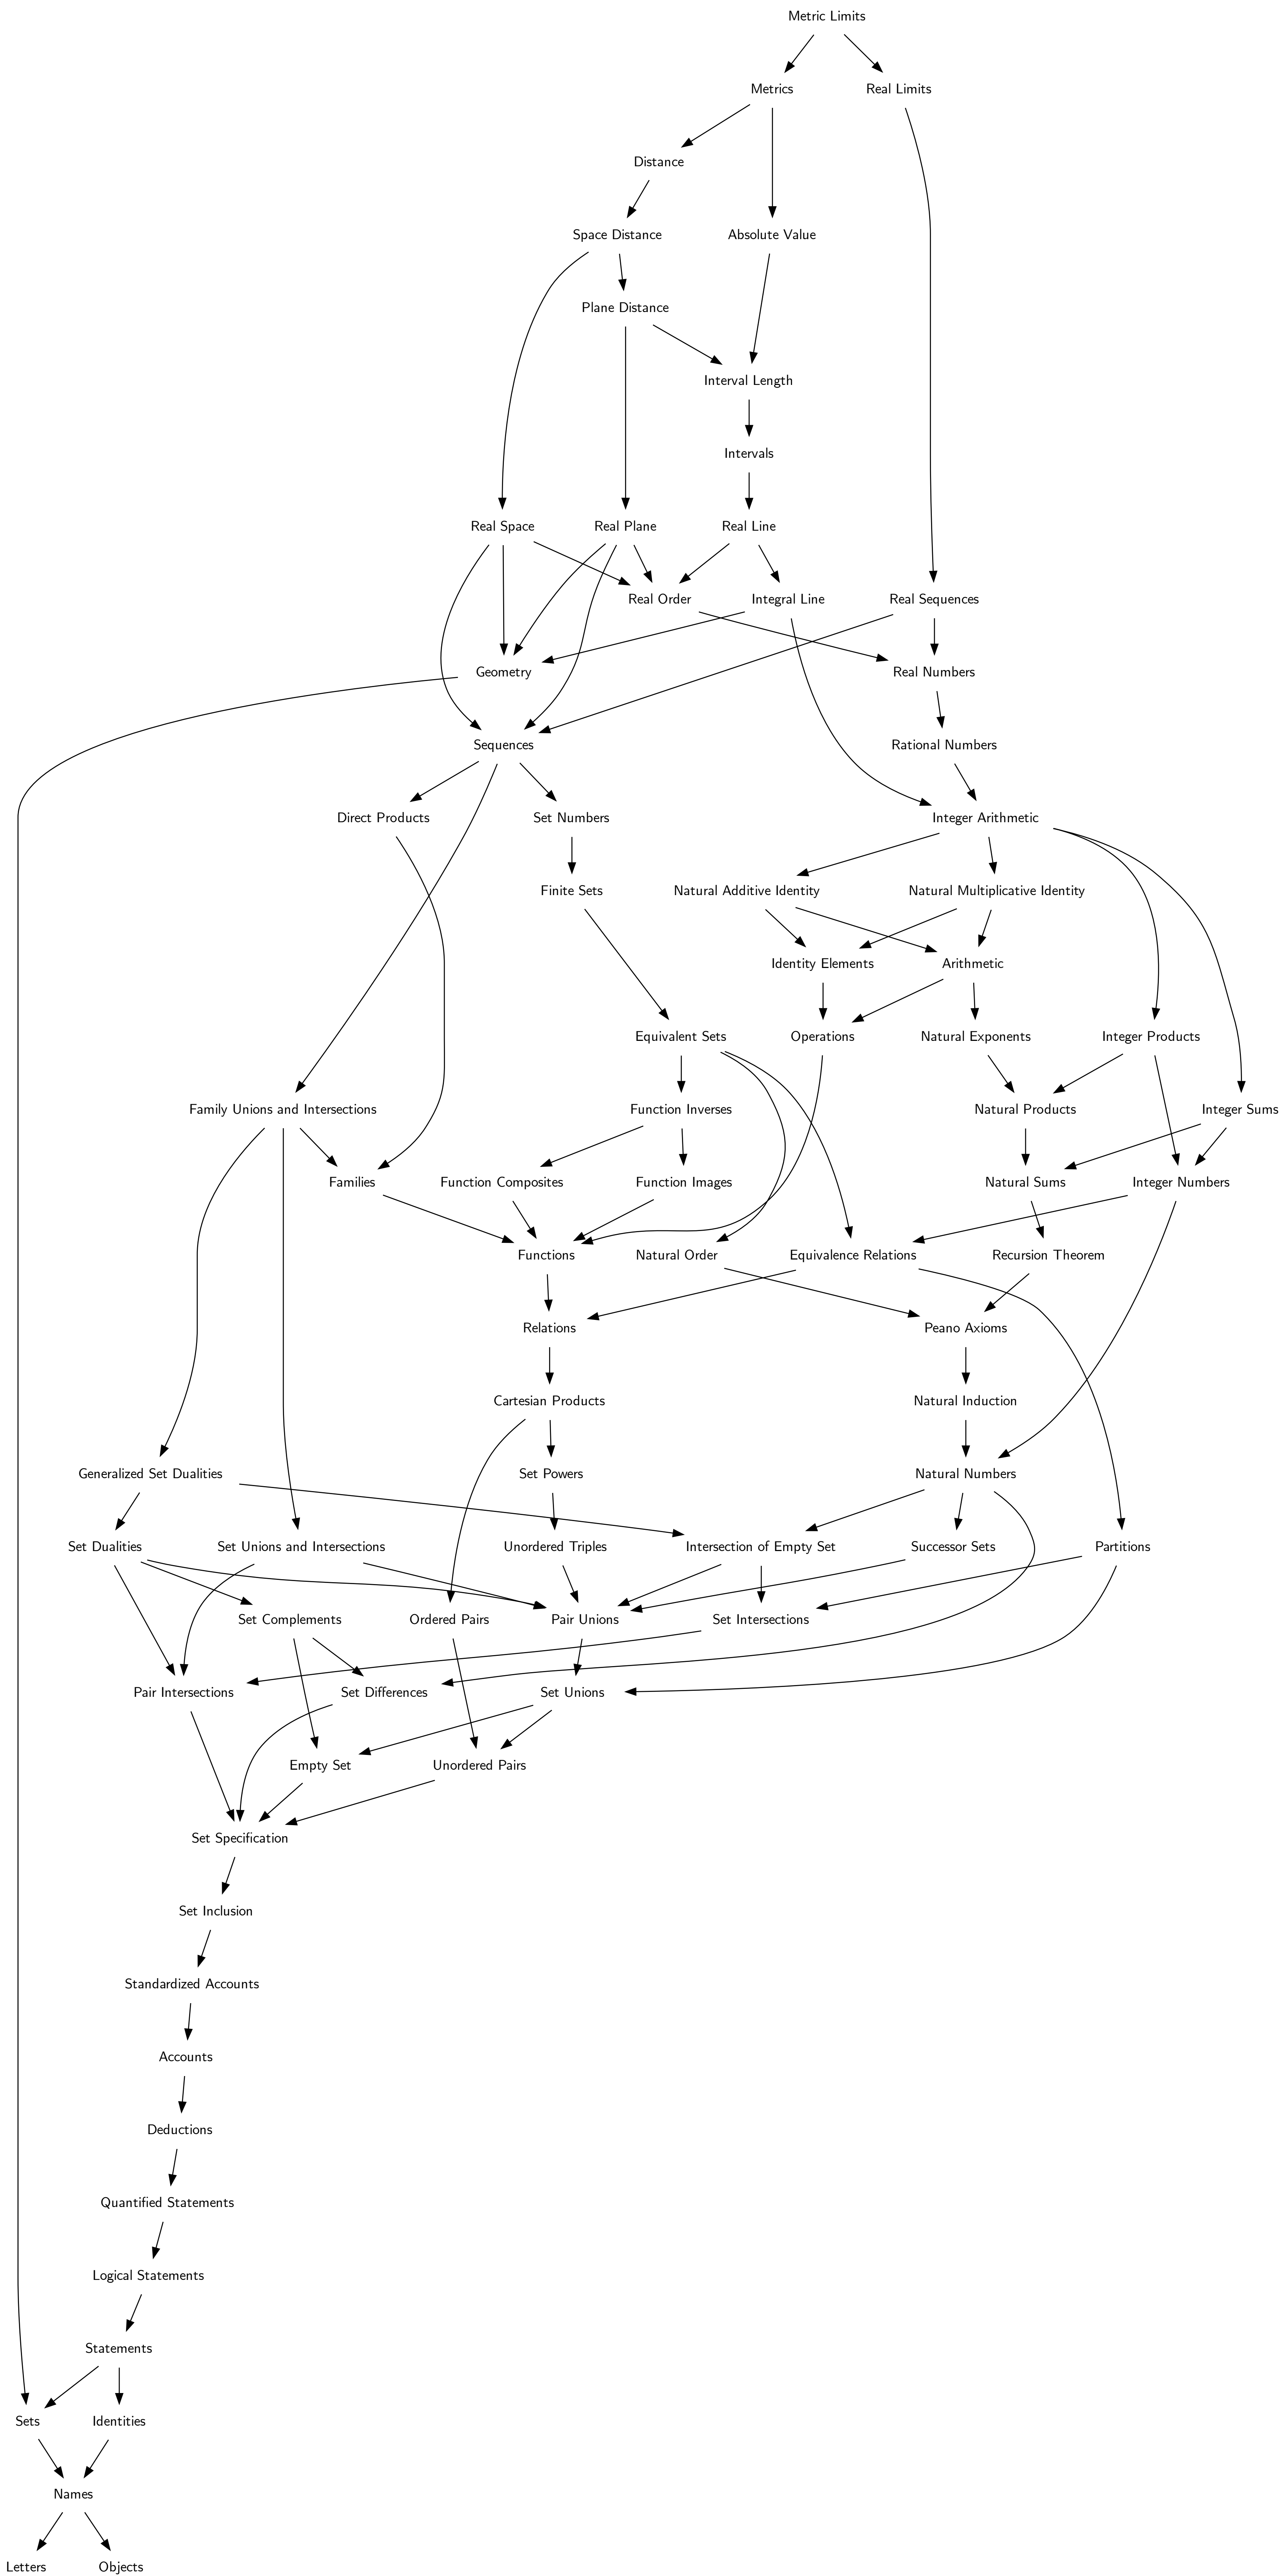 Metric Limits
Metrics
Real Limits
Distance
Space Distance
Absolute Value
Plane Distance
Interval Length
Intervals
Real Space
Real Plane
Real Line
Real Order
Integral Line
Real Sequences
Geometry
Real Numbers
Sequences
Rational Numbers
Direct Products
Set Numbers
Integer Arithmetic
Finite Sets
Natural Additive Identity
Natural Multiplicative Identity
Identity Elements
Arithmetic
Equivalent Sets
Operations
Natural Exponents
Integer Products
Family Unions and Intersections
Function Inverses
Natural Products
Integer Sums
Families
Function Composites
Function Images
Natural Sums
Integer Numbers
Functions
Natural Order
Equivalence Relations
Recursion Theorem
Relations
Peano Axioms
Cartesian Products
Natural Induction
Generalized Set Dualities
Set Powers
Natural Numbers
Set Dualities
Set Unions and Intersections
Unordered Triples
Intersection of Empty Set
Successor Sets
Partitions
Set Complements
Ordered Pairs
Pair Unions
Set Intersections
Pair Intersections
Set Differences
Set Unions
Empty Set
Unordered Pairs
Set Specification
Set Inclusion
Standardized Accounts
Accounts
Deductions
Quantified Statements
Logical Statements
Statements
Sets
Identities
Names
Letters
Objects